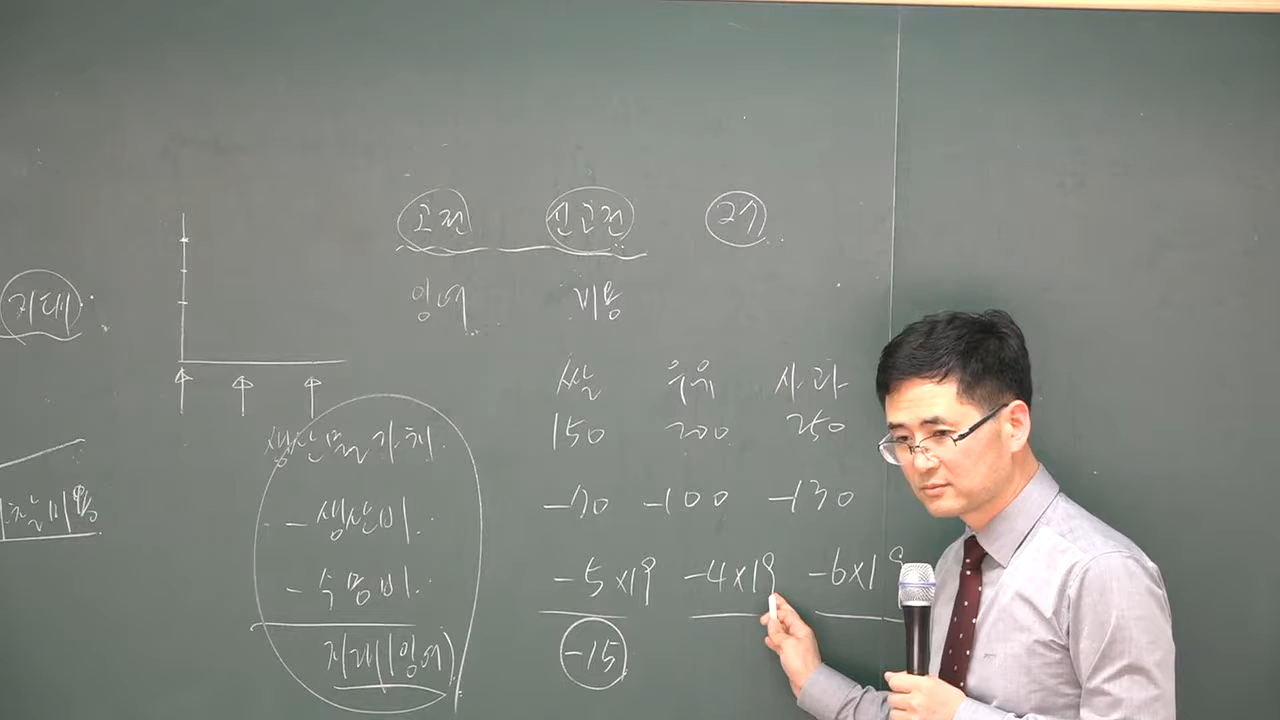 고전 신고전 2기
지대
잉여 비용
쌀 우유 사과
150 200 250
생산물가치
-70 -100 -130
-생산비
-5×19 -4×19 -6×19
-수송비
-15
지대(잉여)